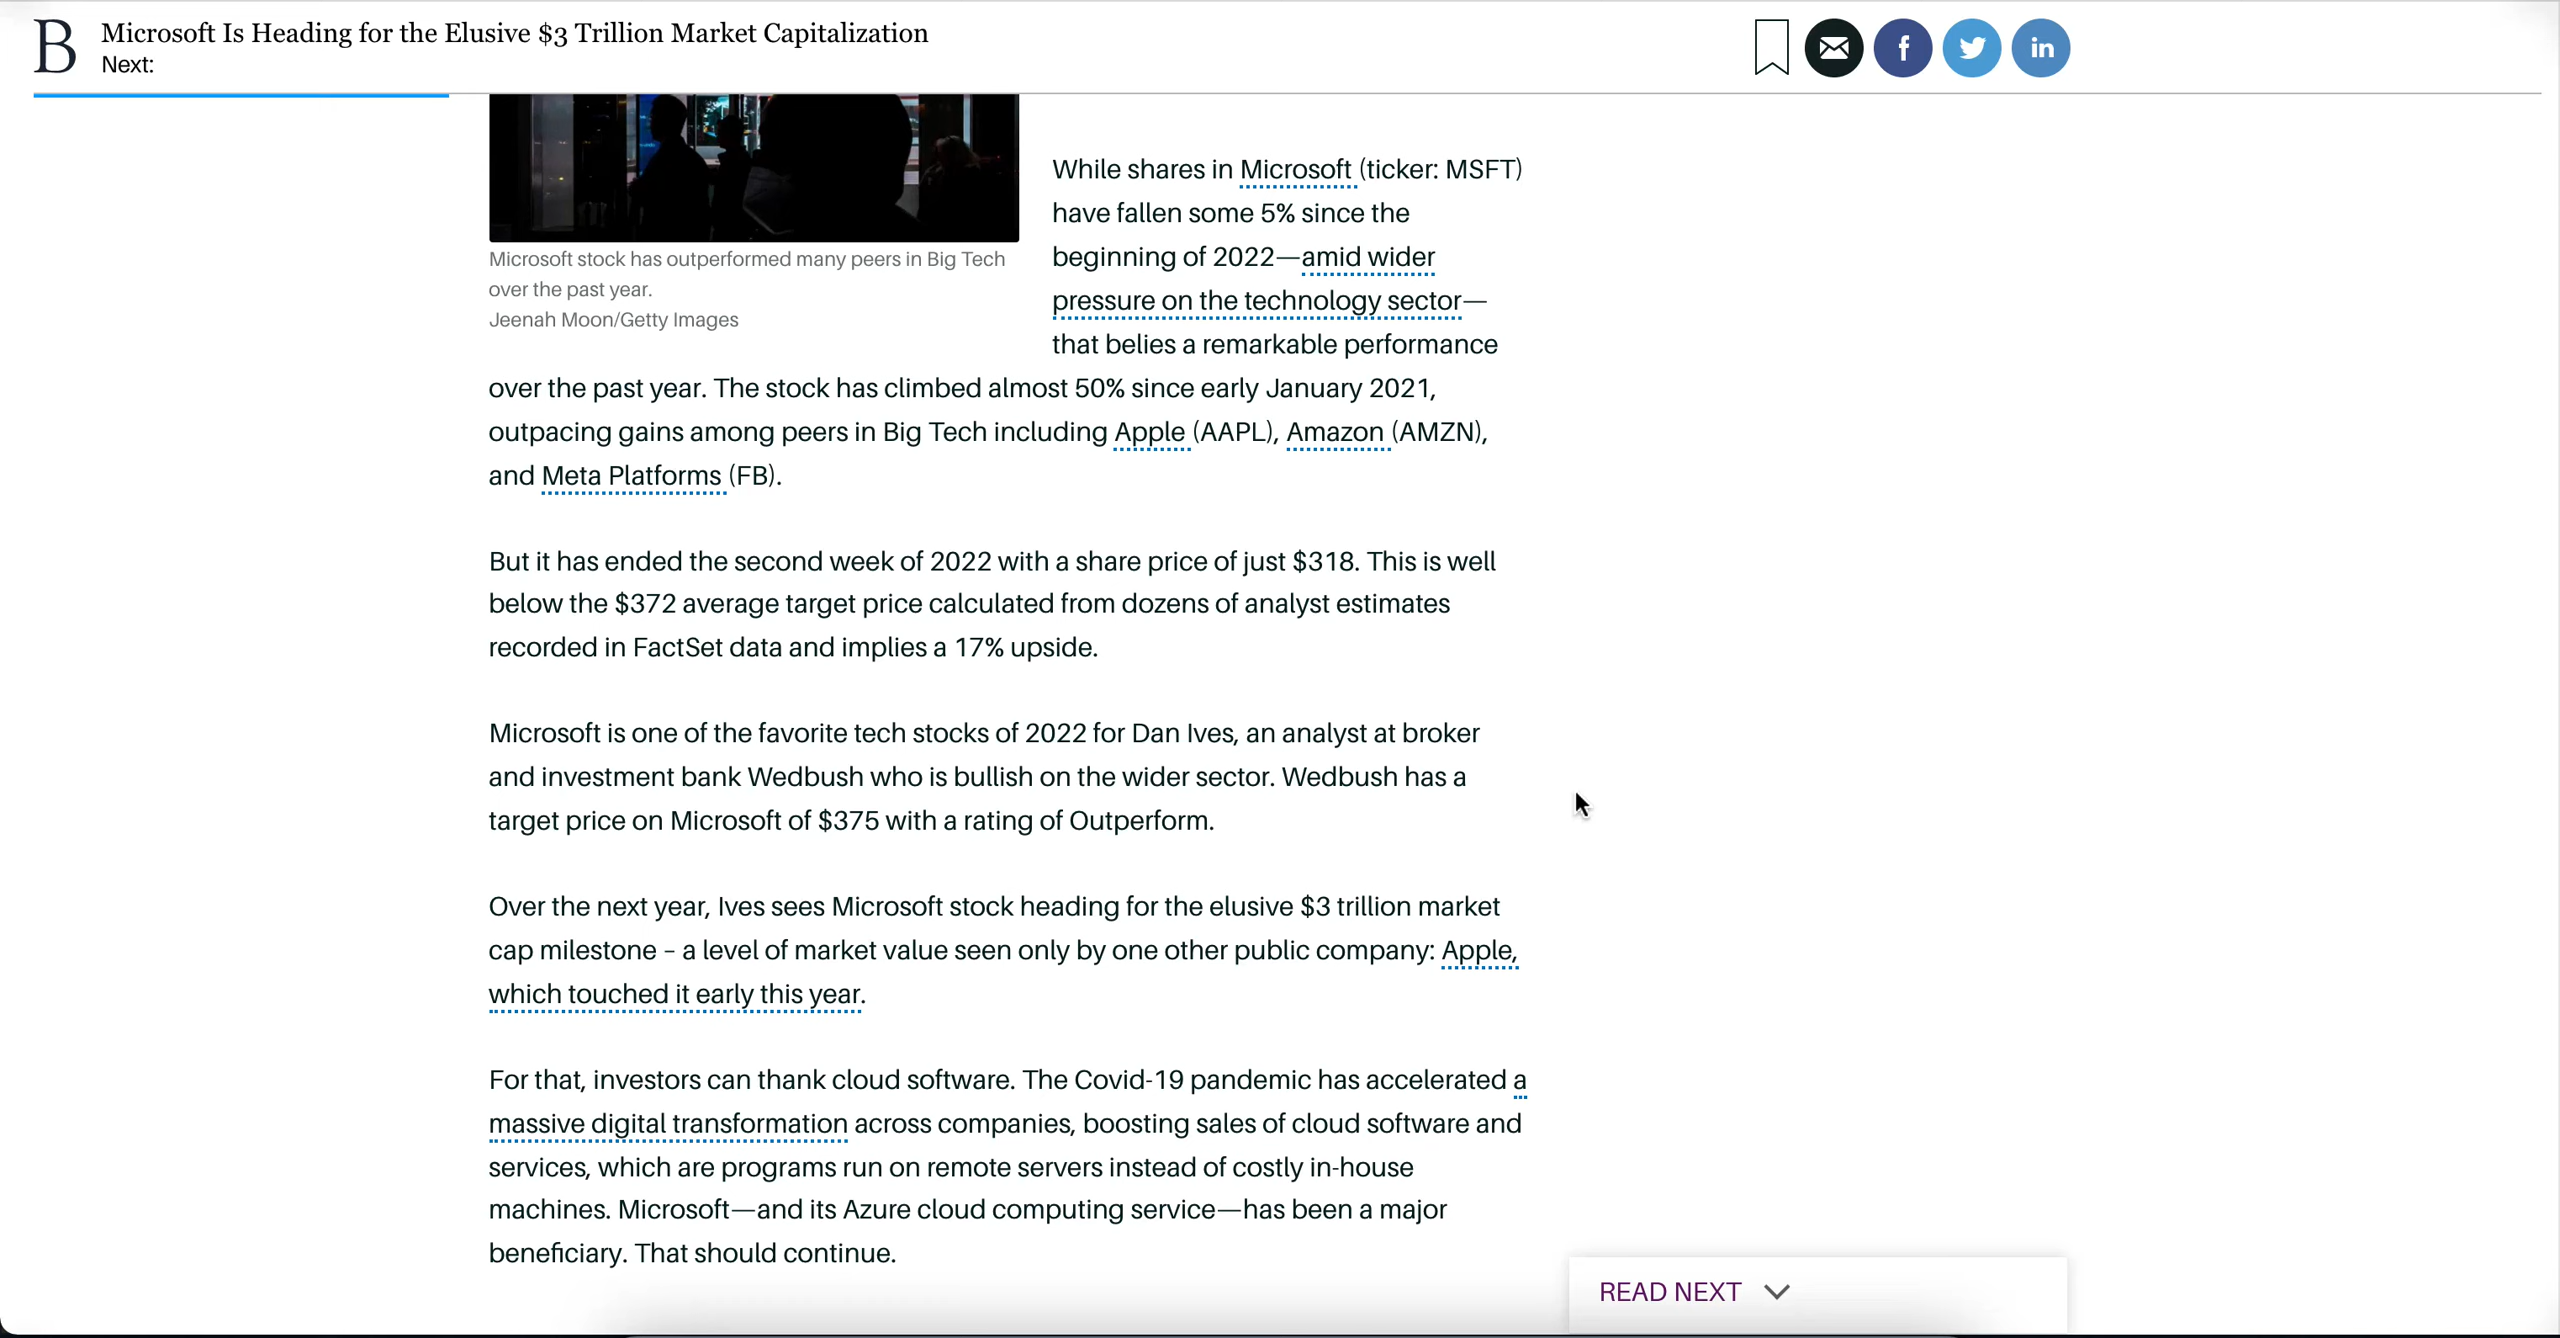 B
Microsoft Is Heading for the Elusive $3 Trillion Market Capitalization
Next:
f
in
Microsoft stock has outperformed many peers in Big Tech
over the past year.
Jeenah Moon/Getty Images
While shares in Microsoft (ticker: MSFT)
have fallen some 5% since the
beginning of 2022—amid wider
pressure on the technology sector—
that belies a remarkable performance
over the past year. The stock has climbed almost 50% since early January 2021,
outpacing gains among peers in Big Tech including Apple (AAPL), Amazon (AMZN),
and Meta Platforms (FB).
But it has ended the second week of 2022 with a share price of just $318. This is well
below the $372 average target price calculated from dozens of analyst estimates
recorded in FactSet data and implies a 17% upside.
Microsoft is one of the favorite tech stocks of 2022 for Dan Ives, an analyst at broker
and investment bank Wedbush who is bullish on the wider sector. Wedbush has a
target price on Microsoft of $375 with a rating of Outperform.
Over the next year, Ives sees Microsoft stock heading for the elusive $3 trillion market
cap milestone – a level of market value seen only by one other public company: Apple,
which touched it early this year.
For that, investors can thank cloud software. The Covid-19 pandemic has accelerated a
massive digital transformation across companies, boosting sales of cloud software and
services, which are programs run on remote servers instead of costly in-house
machines. Microsoft—and its Azure cloud computing service—has been a major
beneficiary. That should continue.
READ NEXT